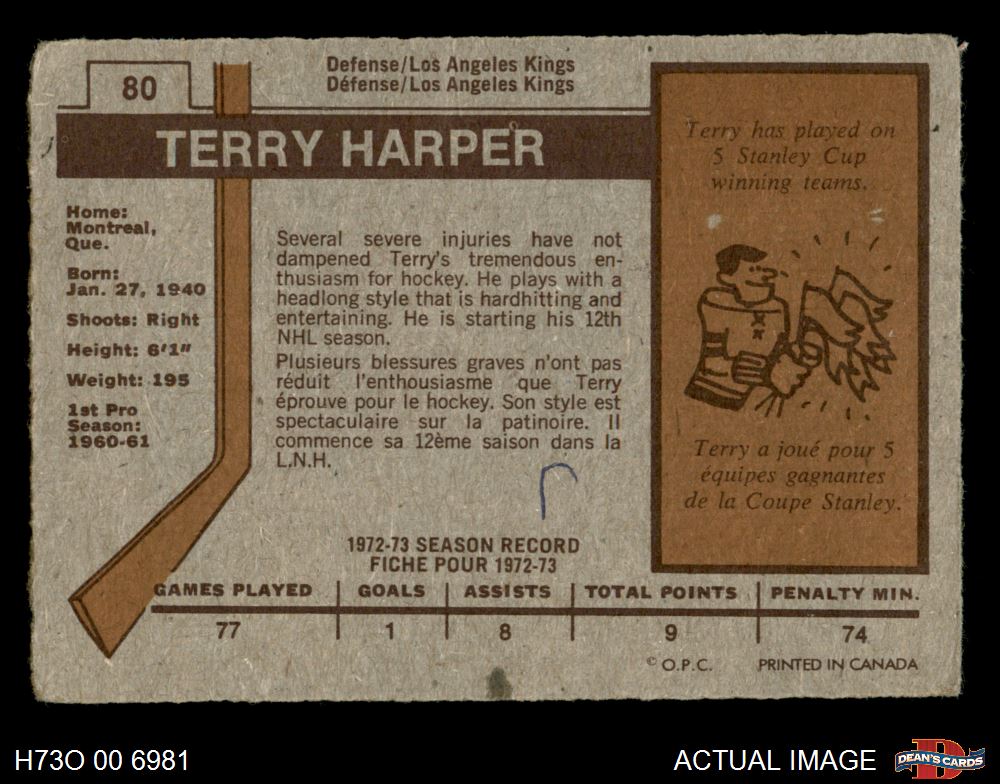 80
Defense/Los Angeles Kings
Défense/Los Angeles Kings
TERRY HARPER
Home:
Montreal,
Que.
Born:
Jan. 27, 1940
Shoots: Right
Height: 6'1"
Weight: 195
1st Pro
Season:
1960-61
Several severe injuries have not
dampened Terry's tremendous en-
thusiasm for hockey. He plays with a
headlong style that is hardhitting and
entertaining. He is starting his 12th
NHL season.
Plusieurs blessures graves n'ont pas
réduit l'enthousiasme que Terry
éprouve pour le hockey. Son style est
spectaculaire sur la patinoire. Il
commence sa 12ème saison dans la
L.N.H.
Terry has played on
5 Stanley Cup
winning teams.
Terry a joué pour 5
équipes gagnantes
de la Coupe Stanley.
1972-73 SEASON RECORD
FICHE POUR 1972-73
GAMES PLAYED GOALS ASSISTS TOTAL POINTS PENALTY MIN.
77 1 8 9 74
© O.P.C. PRINTED IN CANADA
H73O 00 6981
ACTUAL IMAGE
D
DEAN'S CARDS